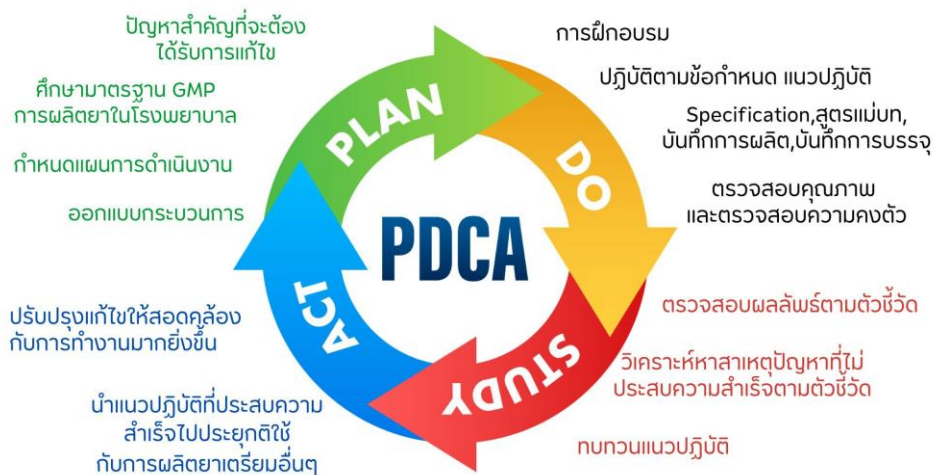 ปัญหาสำคัญที่จะต้อง
ได้รับการแก้ไข
ศึกษามาตรฐาน GMP
การผลิตยาในโรงพยาบาล
กำหนดแผนการดำเนินงาน
ออกแบบกระบวนการ
PLAN
การฝึกอบรม
ปฏิบัติตามข้อกำหนด แนวปฏิบัติ
Specification,สูตรแม่บท,
บันทึกการผลิต,บันทึกการบรรจุ
ตรวจสอบคุณภาพ
และตรวจสอบความคงตัว
DO
PDCA
ตรวจสอบผลลัพธ์ตามตัวชี้วัด
วิเคราะห์หาสาเหตุปัญหาที่ไม่
ประสบความสำเร็จตามตัวชี้วัด
ทบทวนแนวปฏิบัติ
STUDY
ปรับปรุงแก้ไขให้สอดคล้อง
กับการทำงานมากยิ่งขึ้น
นำแนวปฏิบัติที่ประสบความ
สำเร็จไปประยุกต์ใช้
กับการผลิตยาเตรียมอื่นๆ
ACT